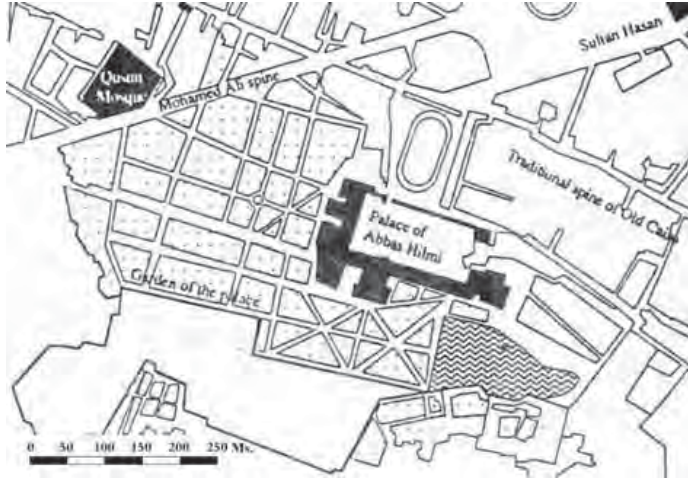 Sultan Hasan
Qusun
Mosque
Mohamed Ali spine
Traditional spine of Old Cairo
Palace of
Abbas Hilmi
Garden of the palace
0 50 100 150 200 250 Ms.